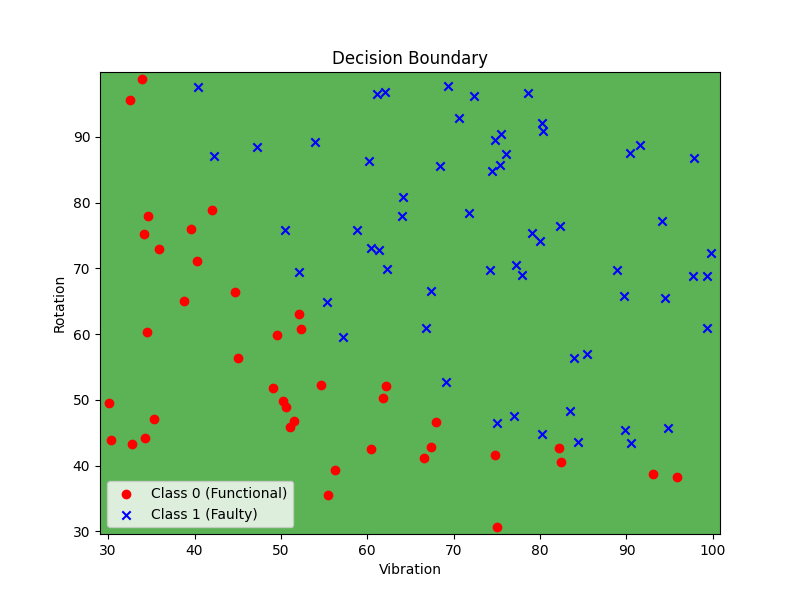 Decision Boundary
Rotation
90
80
70
60
50
40
30
Class 0 (Functional)
Class 1 (Faulty)
30 40 50 60 70 80 90 100
Vibration